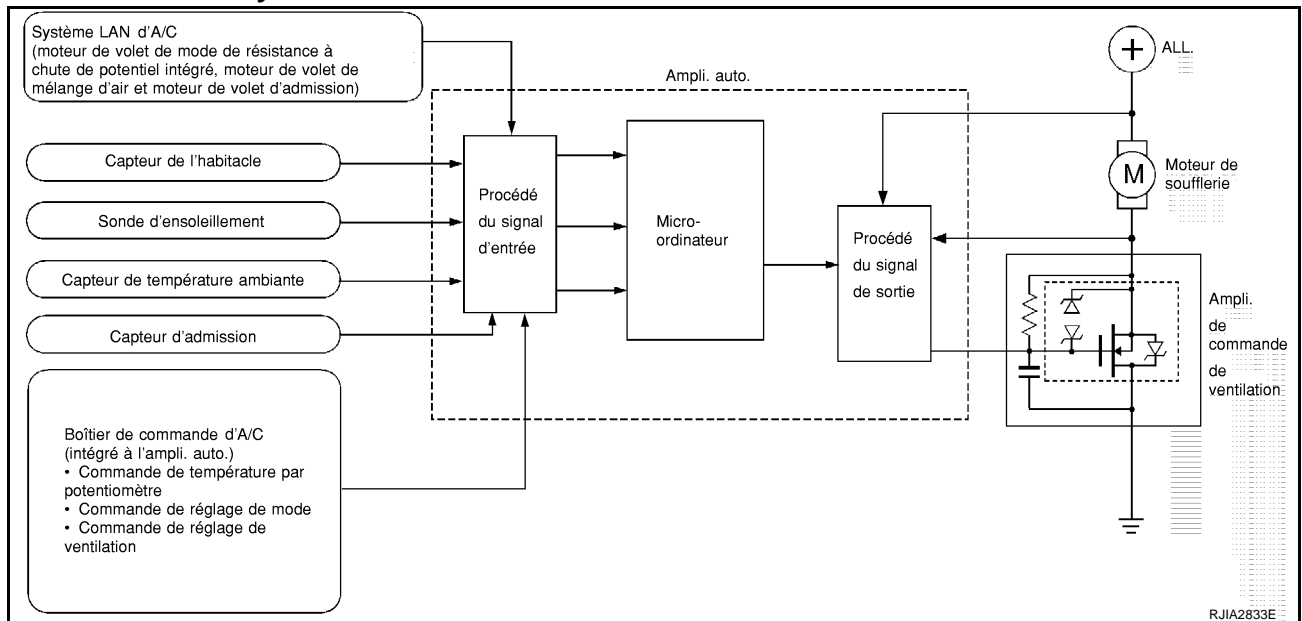 Système LAN d'A/C
(moteur de volet de mode de résistance à
chute de potentiel intégré, moteur de volet de
mélange d'air et moteur de volet d'admission)
Capteur de l'habitacle
Sonde d'ensoleillement
Capteur de température ambiante
Capteur d'admission
Boîtier de commande d'A/C
(intégré à l'ampli. auto.)
• Commande de température par
potentiomètre
• Commande de réglage de mode
• Commande de réglage de
ventilation
Ampli. auto.
Procédé
du signal
d'entrée
Micro-
ordinateur
Procédé
du signal
de sortie
+
ALL.
M
Moteur de
soufflerie
Ampli.
de
commande
de
ventilation
RJIA2833E